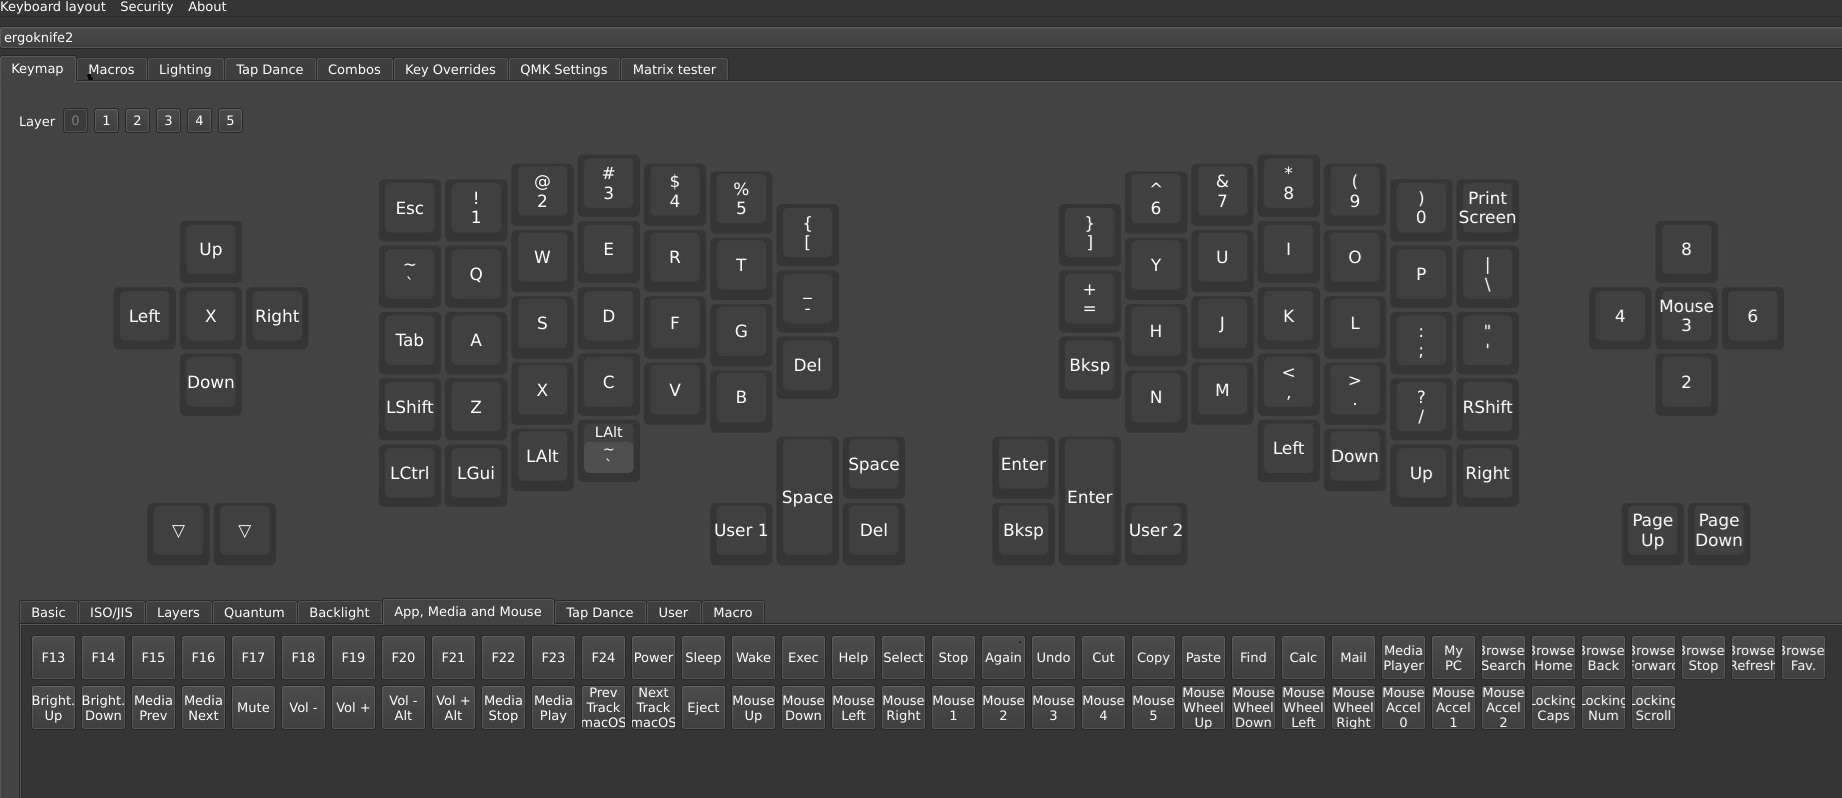 Keyboard layout Security About
ergoknife2
Keymap Macros Lighting Tap Dance Combos Key Overrides QMK Settings Matrix tester
Layer 0 1 2 3 4 5
Esc ! 1 @ 2 # 3 $ 4 % 5 { [ } ] ^ 6 & 7 * 8 ( 9 ) 0 Print Screen
Up ~ ` Q W E R T _ - + = Y U I O P | \ 8
Left X Right Tab A S D F G Del Bksp H J K L : ; " ' 4 Mouse 3 6
Down LShift Z X C V B N M < , > . ? / RShift 2
LCtrl LGui LAlt LAlt ~ ` Space Space Enter Enter Left Down Up Right
▽ ▽ User 1 Del Bksp User 2 Page Up Page Down
Basic ISO/JIS Layers Quantum Backlight App, Media and Mouse Tap Dance User Macro
F13 F14 F15 F16 F17 F18 F19 F20 F21 F22 F23 F24 Power Sleep Wake Exec Help Select Stop Again Undo Cut Copy Paste Find Calc Mail Media Player My PC Browse Search Browse Home Browse Back Browse Forward Browse Stop Browse Refresh Browse Fav.
Bright. Up Bright. Down Media Prev Media Next Mute Vol - Vol + Vol - Alt Vol + Alt Media Stop Media Play Prev Track macOS Next Track macOS Eject Mouse Up Mouse Down Mouse Left Mouse Right Mouse 1 Mouse 2 Mouse 3 Mouse 4 Mouse 5 Mouse Wheel Up Mouse Wheel Down Mouse Wheel Left Mouse Wheel Right Mouse Accel 0 Mouse Accel 1 Mouse Accel 2 Locking Caps Locking Num Locking Scroll